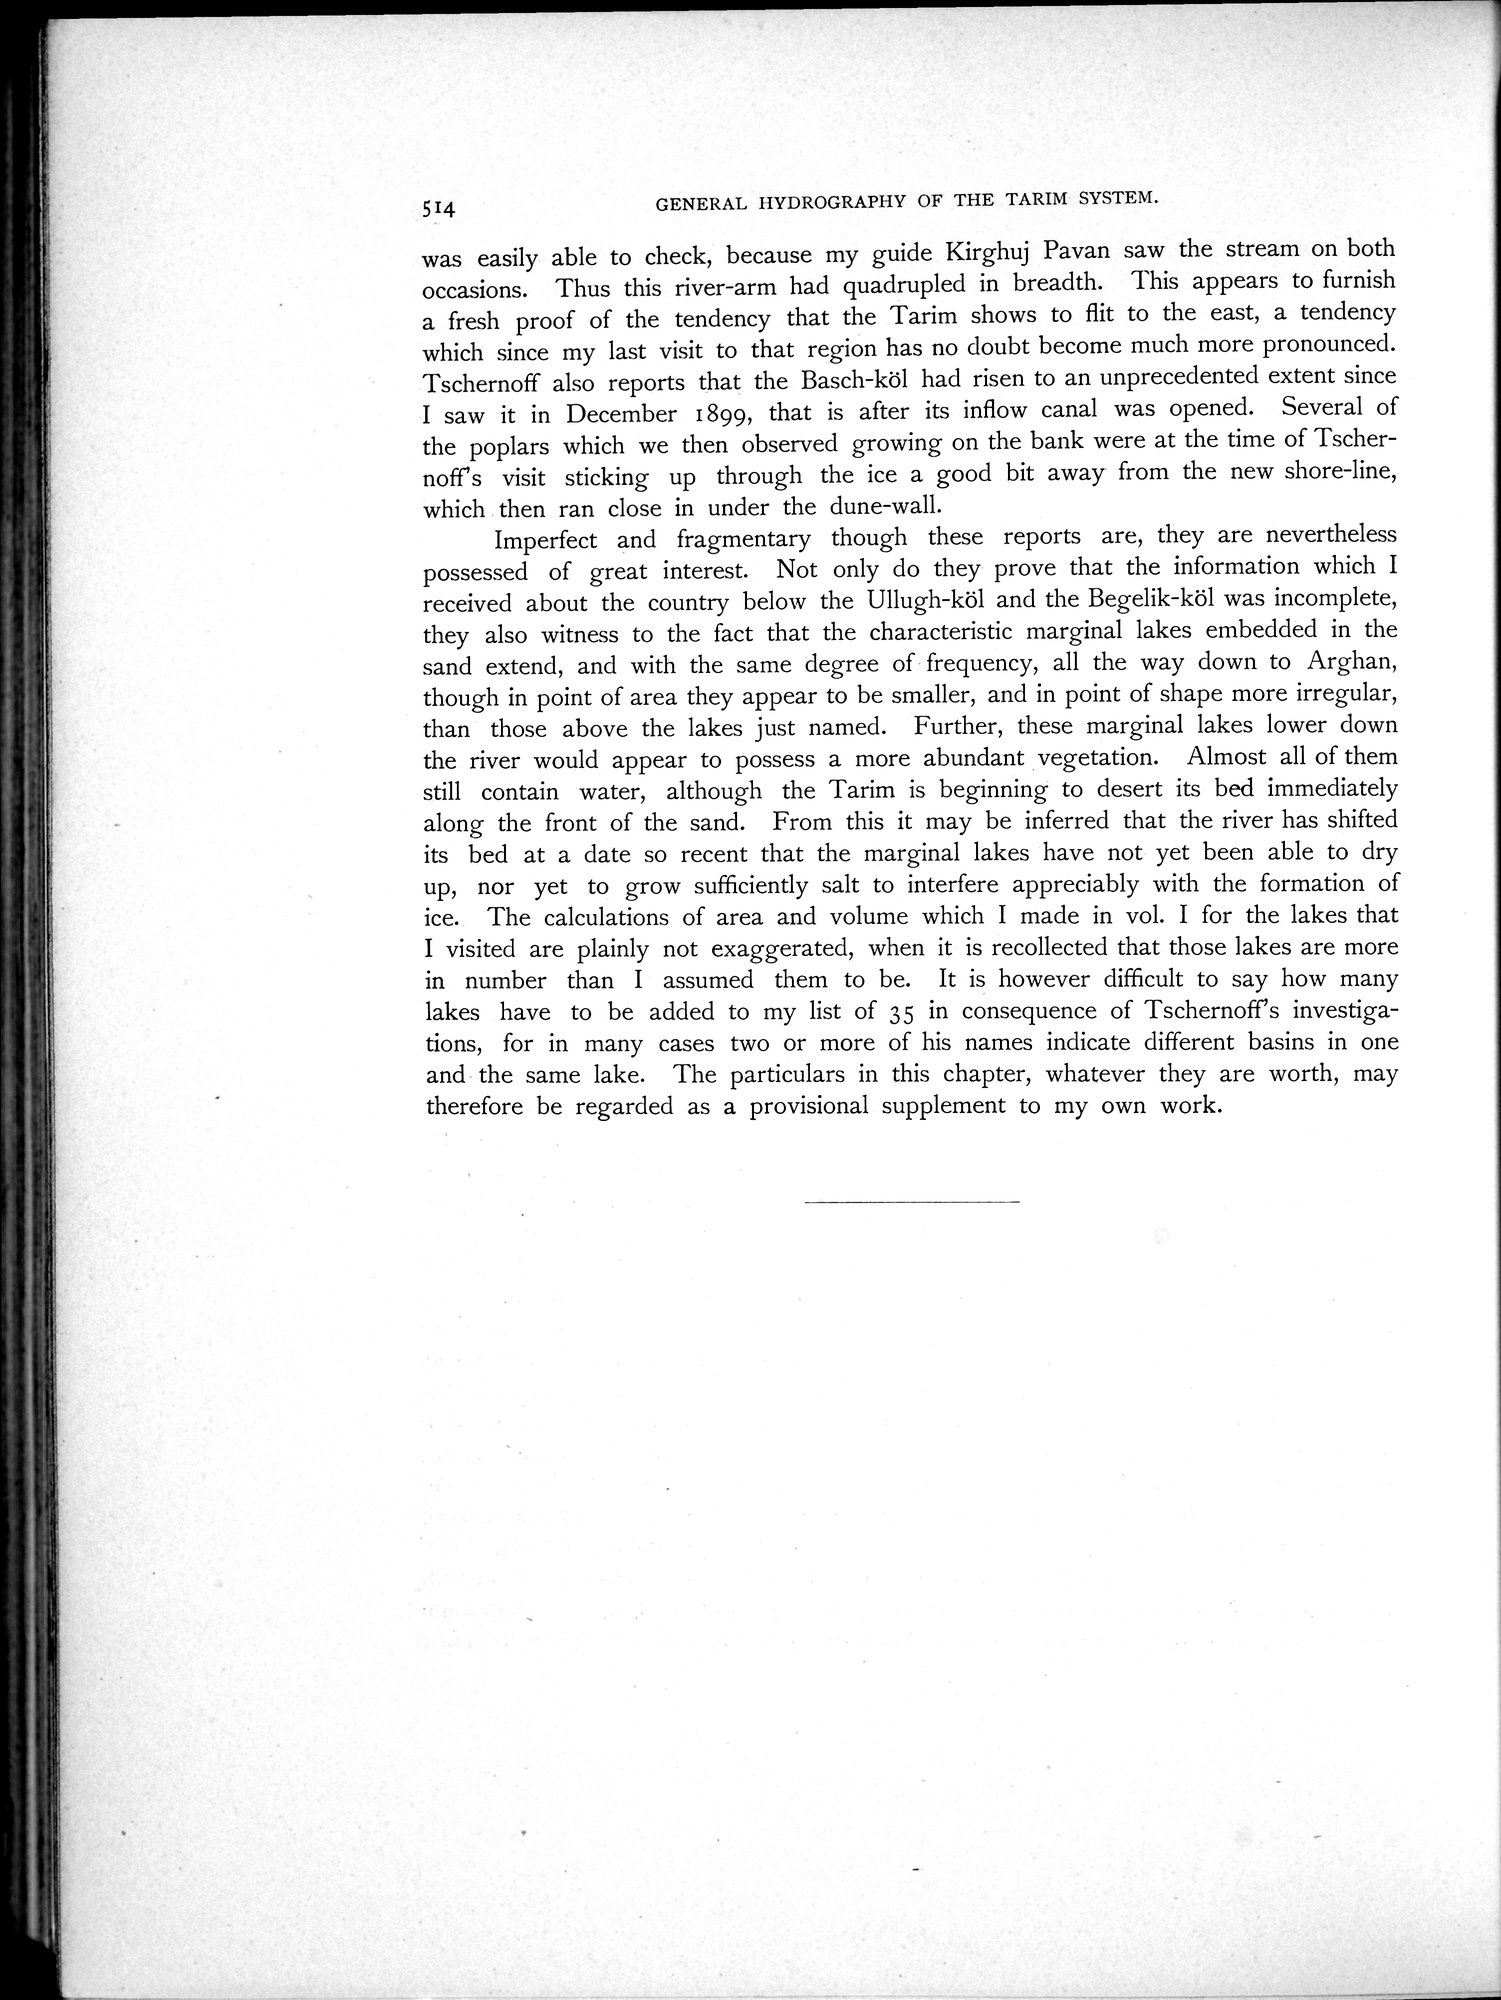 514
GENERAL HYDROGRAPHY OF THE TARIM SYSTEM.
was easily able to check, because my guide Kirghuj Pavan saw the stream on both
occasions. Thus this river-arm had quadrupled in breadth. This appears to furnish
a fresh proof of the tendency that the Tarim shows to flit to the east, a tendency
which since my last visit to that region has no doubt become much more pronounced.
Tschernoff also reports that the Basch-köl had risen to an unprecedented extent since
I saw it in December 1899, that is after its inflow canal was opened. Several of
the poplars which we then observed growing on the bank were at the time of Tscher-
noff's visit sticking up through the ice a good bit away from the new shore-line,
which then ran close in under the dune-wall.
Imperfect and fragmentary though these reports are, they are nevertheless
possessed of great interest. Not only do they prove that the information which I
received about the country below the Ullugh-köl and the Begelik-köl was incomplete,
they also witness to the fact that the characteristic marginal lakes embedded in the
sand extend, and with the same degree of frequency, all the way down to Arghan,
though in point of area they appear to be smaller, and in point of shape more irregular,
than those above the lakes just named. Further, these marginal lakes lower down
the river would appear to possess a more abundant vegetation. Almost all of them
still contain water, although the Tarim is beginning to desert its bed immediately
along the front of the sand. From this it may be inferred that the river has shifted
its bed at a date so recent that the marginal lakes have not yet been able to dry
up, nor yet to grow sufficiently salt to interfere appreciably with the formation of
ice. The calculations of area and volume which I made in vol. I for the lakes that
I visited are plainly not exaggerated, when it is recollected that those lakes are more
in number than I assumed them to be. It is however difficult to say how many
lakes have to be added to my list of 35 in consequence of Tschernoff's investiga-
tions, for in many cases two or more of his names indicate different basins in one
and the same lake. The particulars in this chapter, whatever they are worth, may
therefore be regarded as a provisional supplement to my own work.